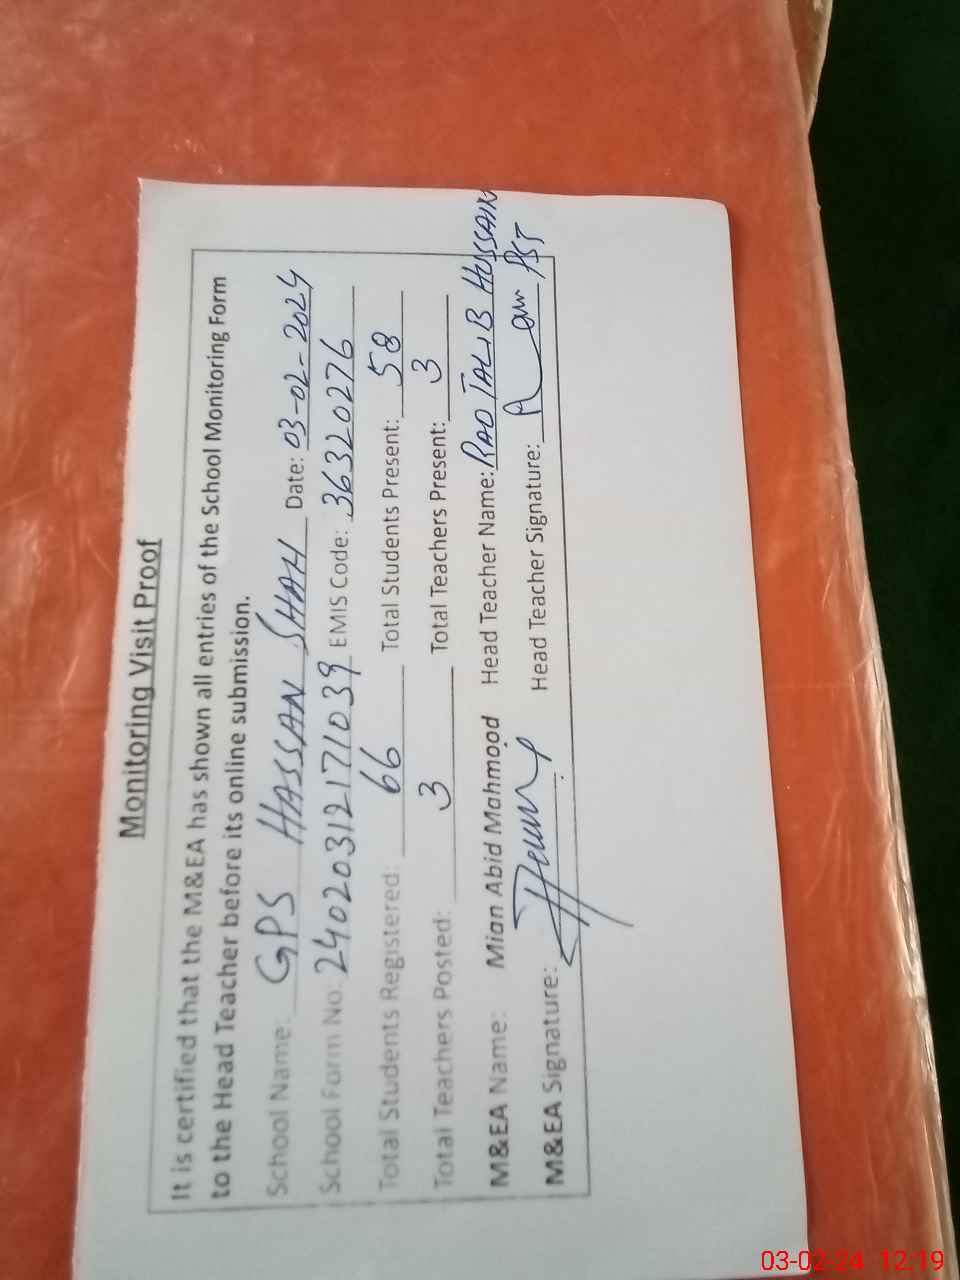 Monitoring Visit Proof
It is certified that the M&EA has shown all entries of the School Monitoring Form
to the Head Teacher before its online submission.
School Name: GPS HASSAN SHAH Date: 03-02-2024
School Form No: 24020312171039 EMIS Code: 36320276
Total Students Registered: 66 Total Students Present: 58
Total Teachers Posted: 3 Total Teachers Present: 3
M&EA Name: Mian Abid Mahmood Head Teacher Name: RAO TALIB HUSSAIN
M&EA Signature: Head Teacher Signature: PST
03-02-24 12:19